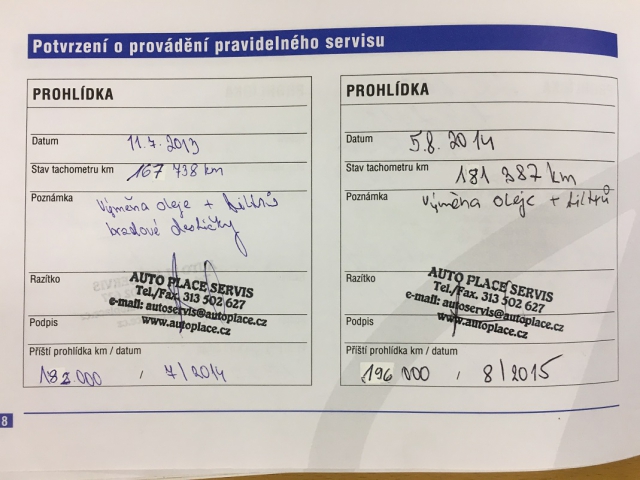 Potvrzení o provádění pravidelného servisu
PROHLÍDKA
Datum 11.7.2013
Stav tachometru km 167 738 km
Poznámka Výměna oleje + filtrů
brzdové destičky
Razítko AUTO PLACE SERVIS
Tel./Fax. 313 502 627
e-mail: autoservis@autoplace.cz
Podpis www.autoplace.cz
Příští prohlídka km / datum
182.000 , 7/2014
PROHLÍDKA
Datum 5.8. 2014
Stav tachometru km 181 387 km
Poznámka Výměna oleje + filtrů
Razítko AUTO PLACE SERVIS
Tel./Fax. 313 502 627
e-mail: autoservis@autoplace.cz
Podpis www.autoplace.cz
Příští prohlídka km / datum
196 000 , 8/2015
8